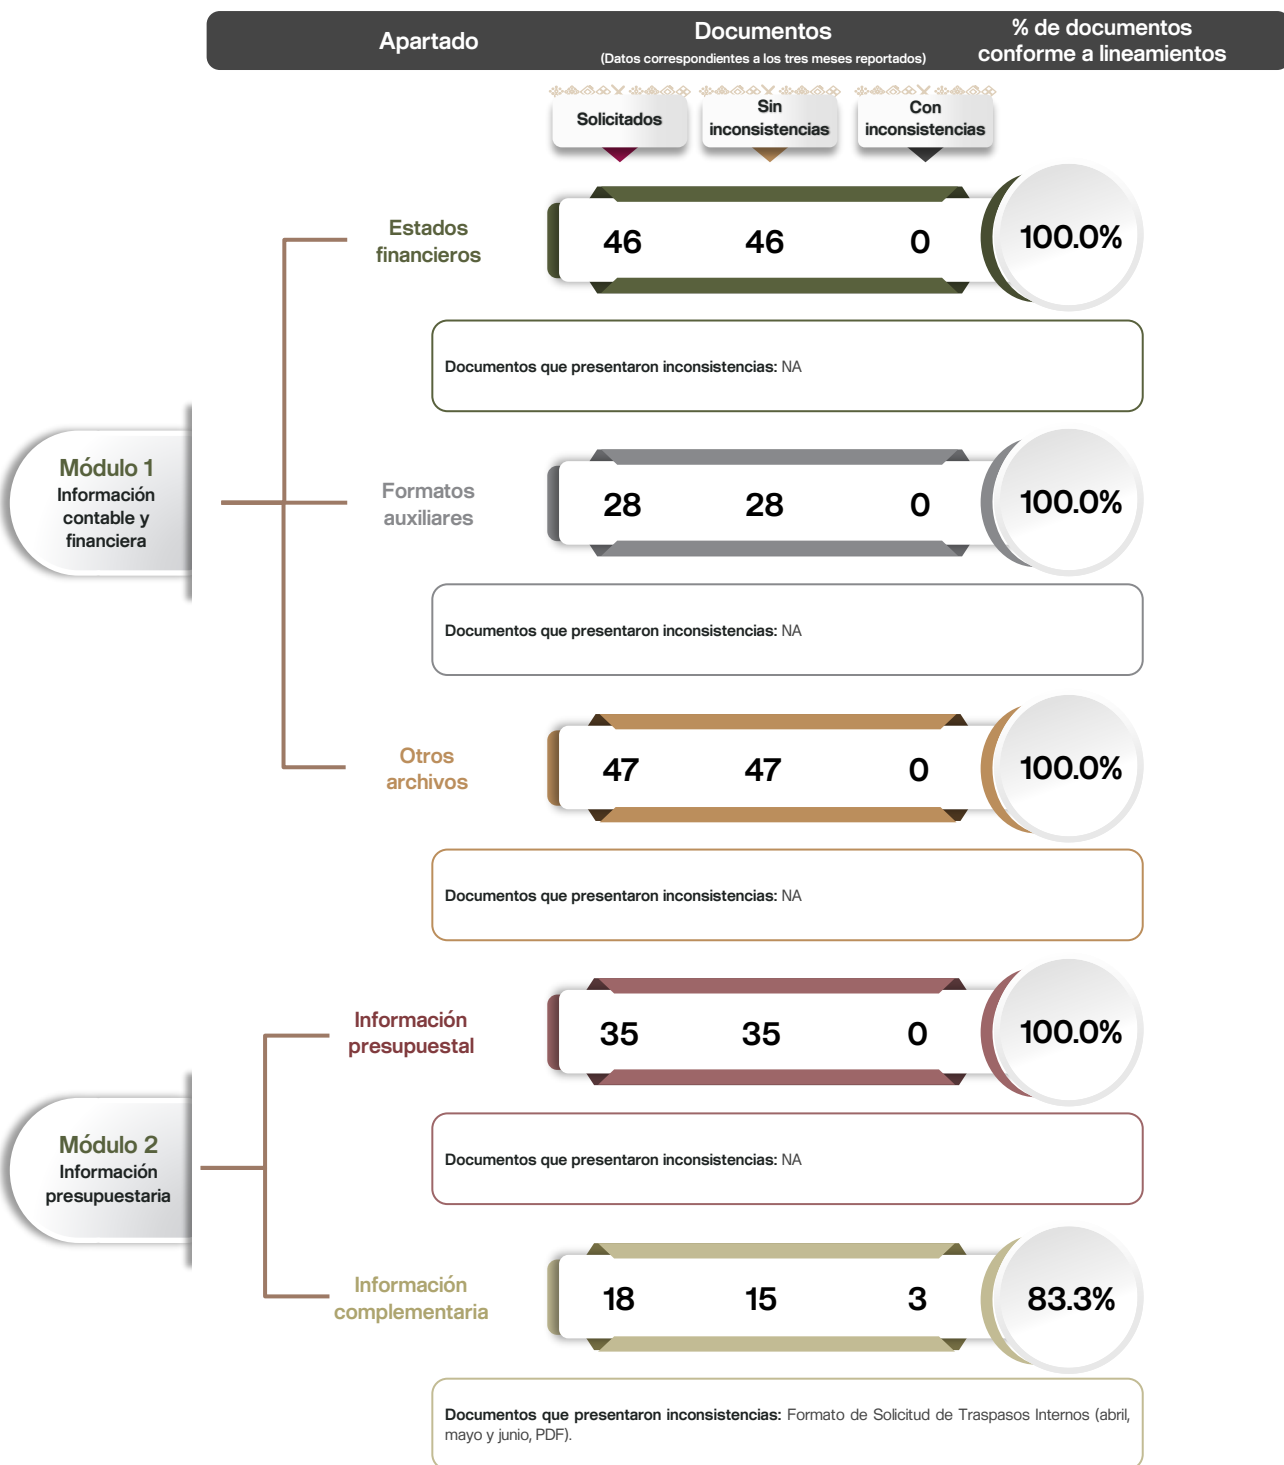 Apartado
Documentos
(Datos correspondientes a los tres meses reportados)
% de documentos
conforme a lineamientos
Solicitados
Sin
inconsistencias
Con
inconsistencias
Módulo 1
Información
contable y
financiera
Estados
financieros
46 46 0 100.0%
Documentos que presentaron inconsistencias: NA
Formatos
auxiliares
28 28 0 100.0%
Documentos que presentaron inconsistencias: NA
Otros
archivos
47 47 0 100.0%
Documentos que presentaron inconsistencias: NA
Módulo 2
Información
presupuestaria
Información
presupuestal
35 35 0 100.0%
Documentos que presentaron inconsistencias: NA
Información
complementaria
18 15 3 83.3%
Documentos que presentaron inconsistencias: Formato de Solicitud de Traspasos Internos (abril,
mayo y junio, PDF).